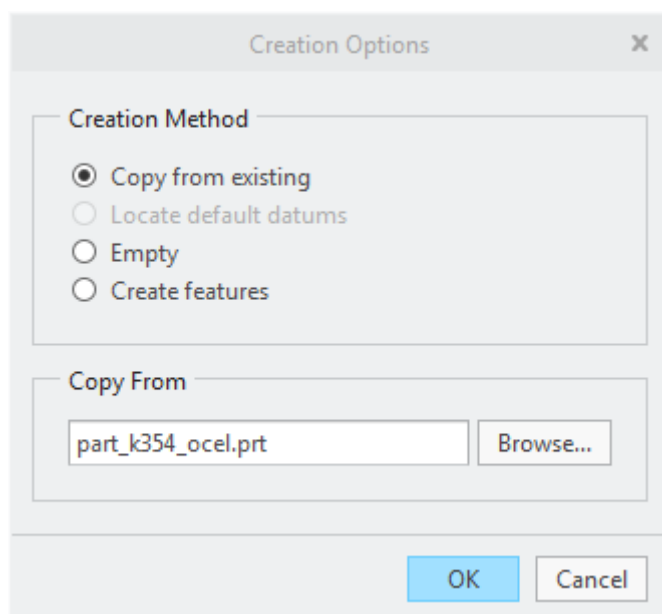 Creation Options
Creation Method
Copy from existing
Locate default datums
Empty
Create features
Copy From
part_k354_ocel.prt
Browse...
OK
Cancel